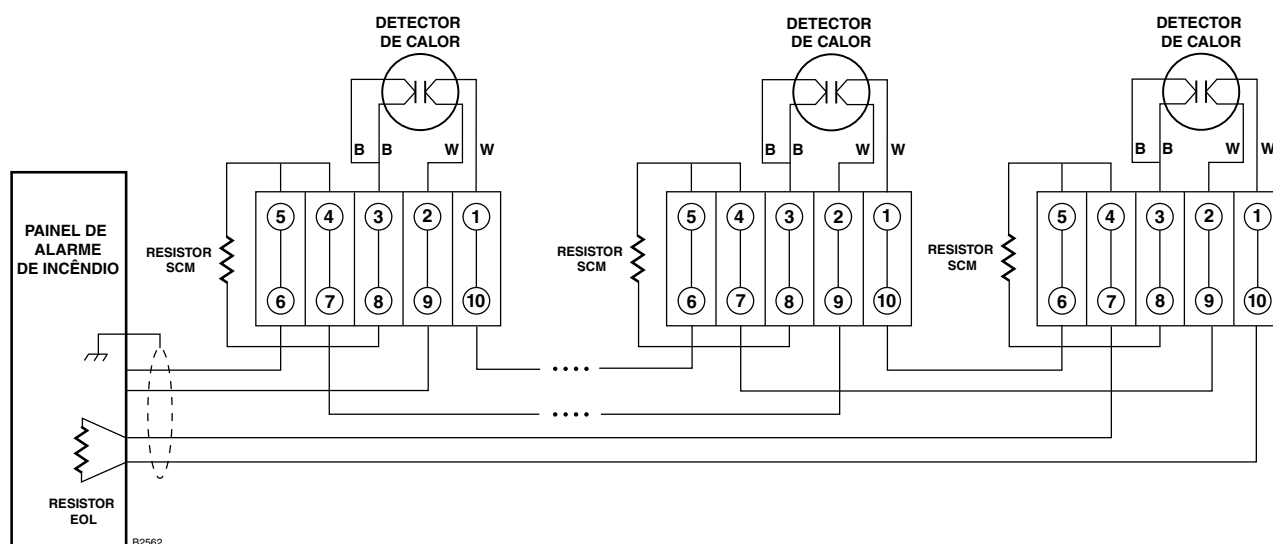 DETECTOR
DE CALOR
DETECTOR
DE CALOR
DETECTOR
DE CALOR
B B W W
B B W W
B B W W
PAINEL DE
ALARME
DE INCÊNDIO
RESISTOR
SCM
5 4 3 2 1
6 7 8 9 10
RESISTOR
SCM
5 4 3 2 1
6 7 8 9 10
RESISTOR
SCM
5 4 3 2 1
6 7 8 9 10
RESISTOR
EOL
B2562